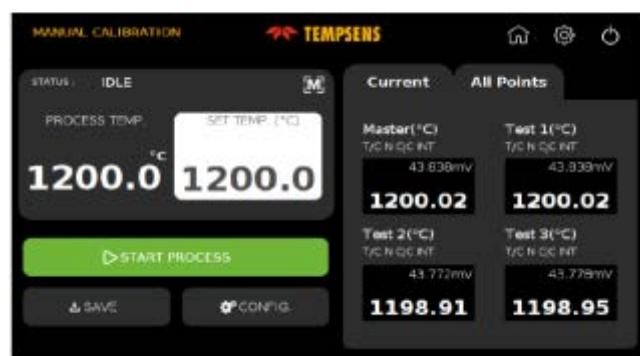 MANUAL CALIBRATION
TEMPSENS
STATUS: IDLE
M
PROCESS TEMP.
SET TEMP. (°C)
°C
1200.0
1200.0
START PROCESS
SAVE
CONFIG.
Current
All Points
Master(°C)
Test 1(°C)
T/C N CJC INT
T/C N CJC INT
43.838mV
43.838mV
1200.02
1200.02
Test 2(°C)
Test 3(°C)
T/C N CJC INT
T/C N CJC INT
43.772mV
43.778mV
1198.91
1198.95